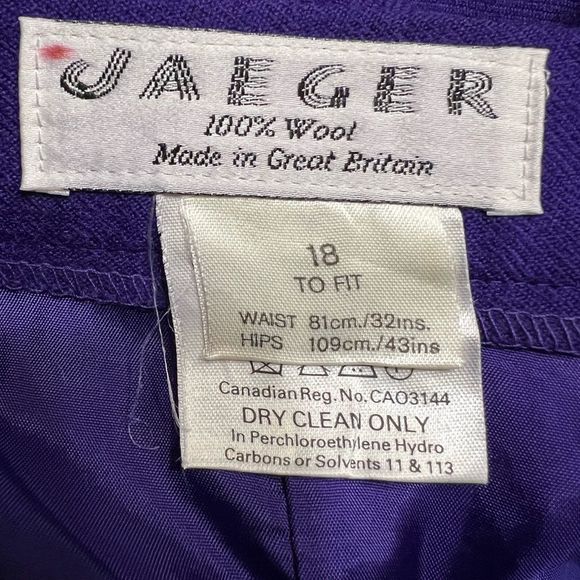 JAEGER
100% Wool
Made in Great Britain
18
TO FIT
WAIST 81cm./32ins.
HIPS 109cm./43ins
Canadian Reg. No. CA03144
DRY CLEAN ONLY
In Perchloroethylene Hydro
Carbons or Solvents 11 & 113